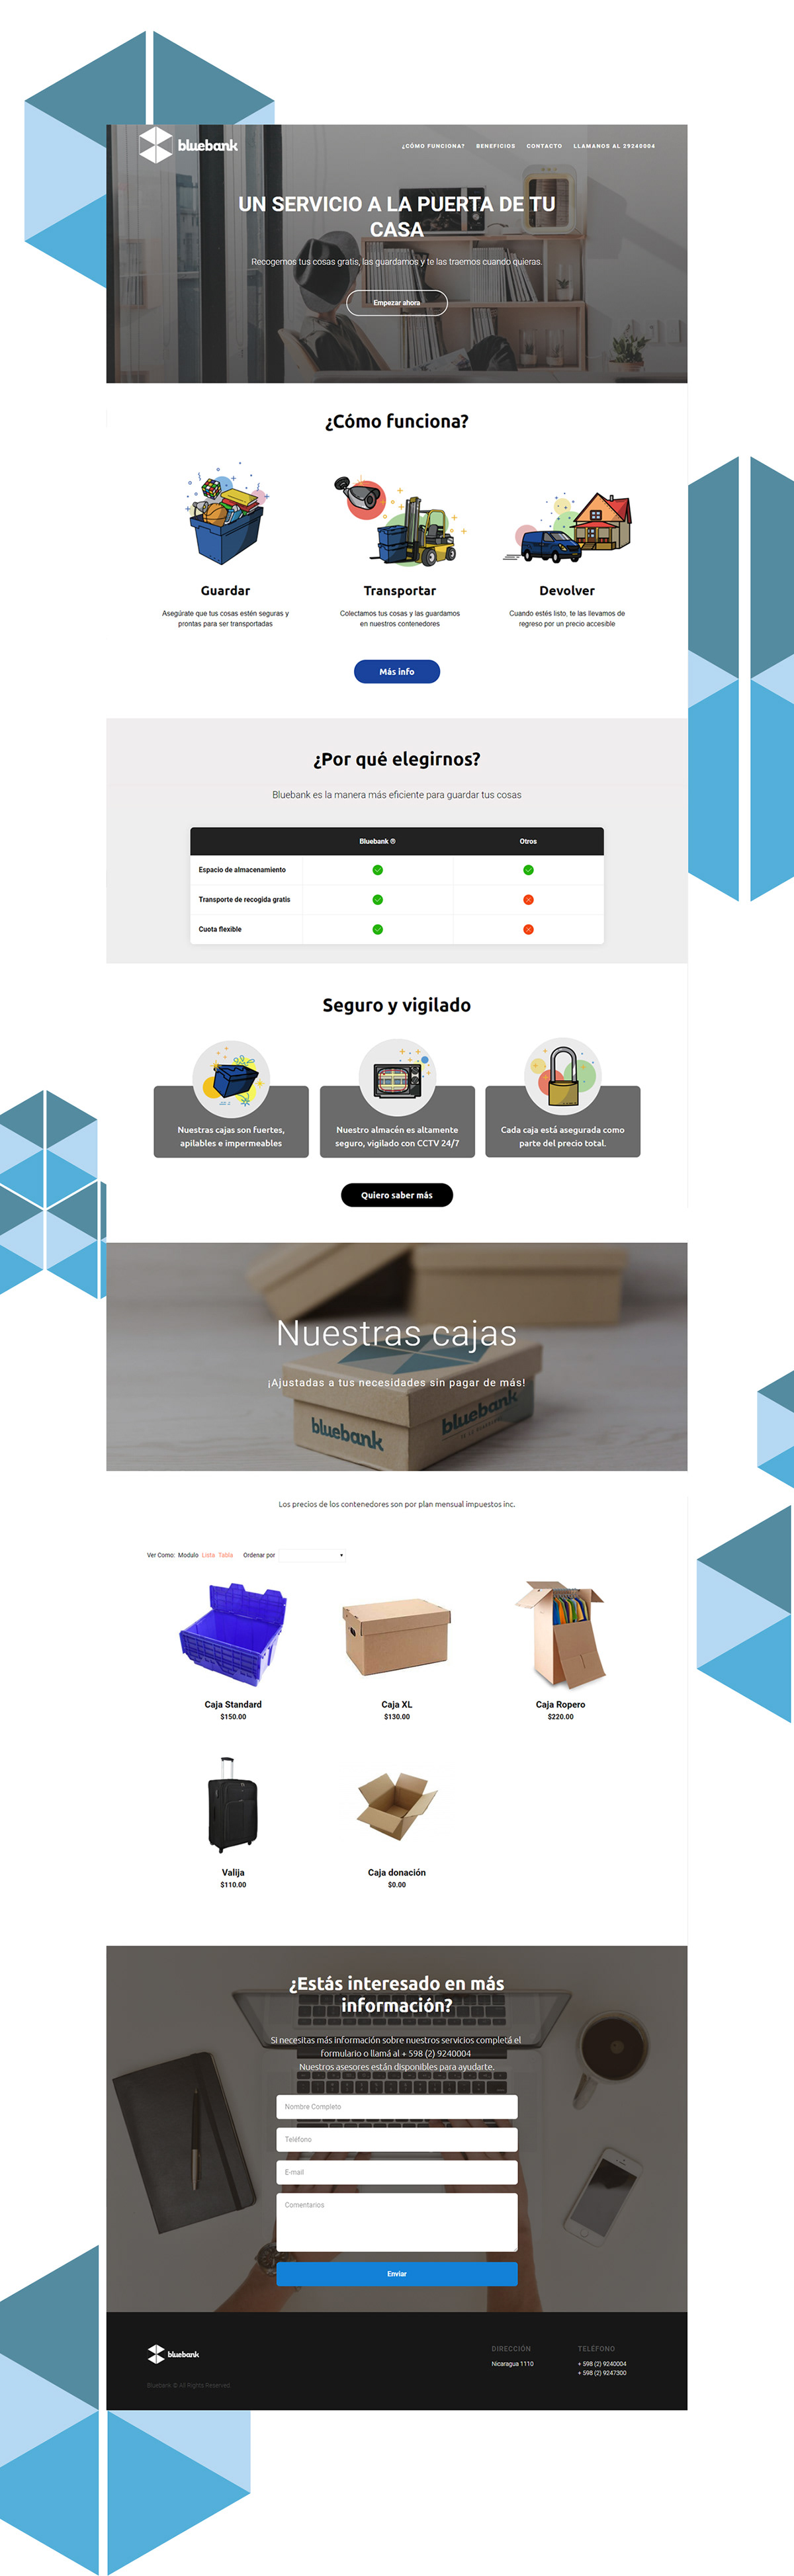 bluebank
¿CÓMO FUNCIONA? BENEFICIOS CONTACTO LLAMANOS AL 29240004
UN SERVICIO A LA PUERTA DE TU
CASA
Recogemos tus cosas gratis, las guardamos y te las traemos cuando quieras.
Empezar ahora
¿Cómo funciona?
Guardar
Asegúrate que tus cosas estén seguras y
prontas para ser transportadas
Transportar
Colectamos tus cosas y las guardamos
en nuestros contenedores
Devolver
Cuando estés listo, te las llevamos de
regreso por un precio accesible
Más info
¿Por qué elegirnos?
Bluebank es la manera más eficiente para guardar tus cosas
Bluebank ® Otros
Espacio de almacenamiento
Transporte de recogida gratis
Cuota flexible
Seguro y vigilado
Nuestras cajas son fuertes,
apilables e impermeables
Nuestro almacén es altamente
seguro, vigilado con CCTV 24/7
Cada caja está asegurada como
parte del precio total.
Quiero saber más
Nuestras cajas
¡Ajustadas a tus necesidades sin pagar de más!
bluebank
bluebank
Los precios de los contenedores son por plan mensual impuestos inc.
Ver Como: Modulo Lista Tabla Ordenar por
Caja Standard
$150.00
Caja XL
$130.00
Caja Ropero
$220.00
Valija
$110.00
Caja donación
$0.00
¿Estás interesado en más
información?
Si necesitas más información sobre nuestros servicios completá el
formulario o llamá al + 598 (2) 9240004
Nuestros asesores están disponibles para ayudarte.
Nombre Completo
Teléfono
E-mail
Comentarios
Enviar
bluebank
Bluebank © All Rights Reserved
DIRECCIÓN
Nicaragua 1110
TELÉFONO
+ 598 (2) 9240004
+ 598 (2) 9247300